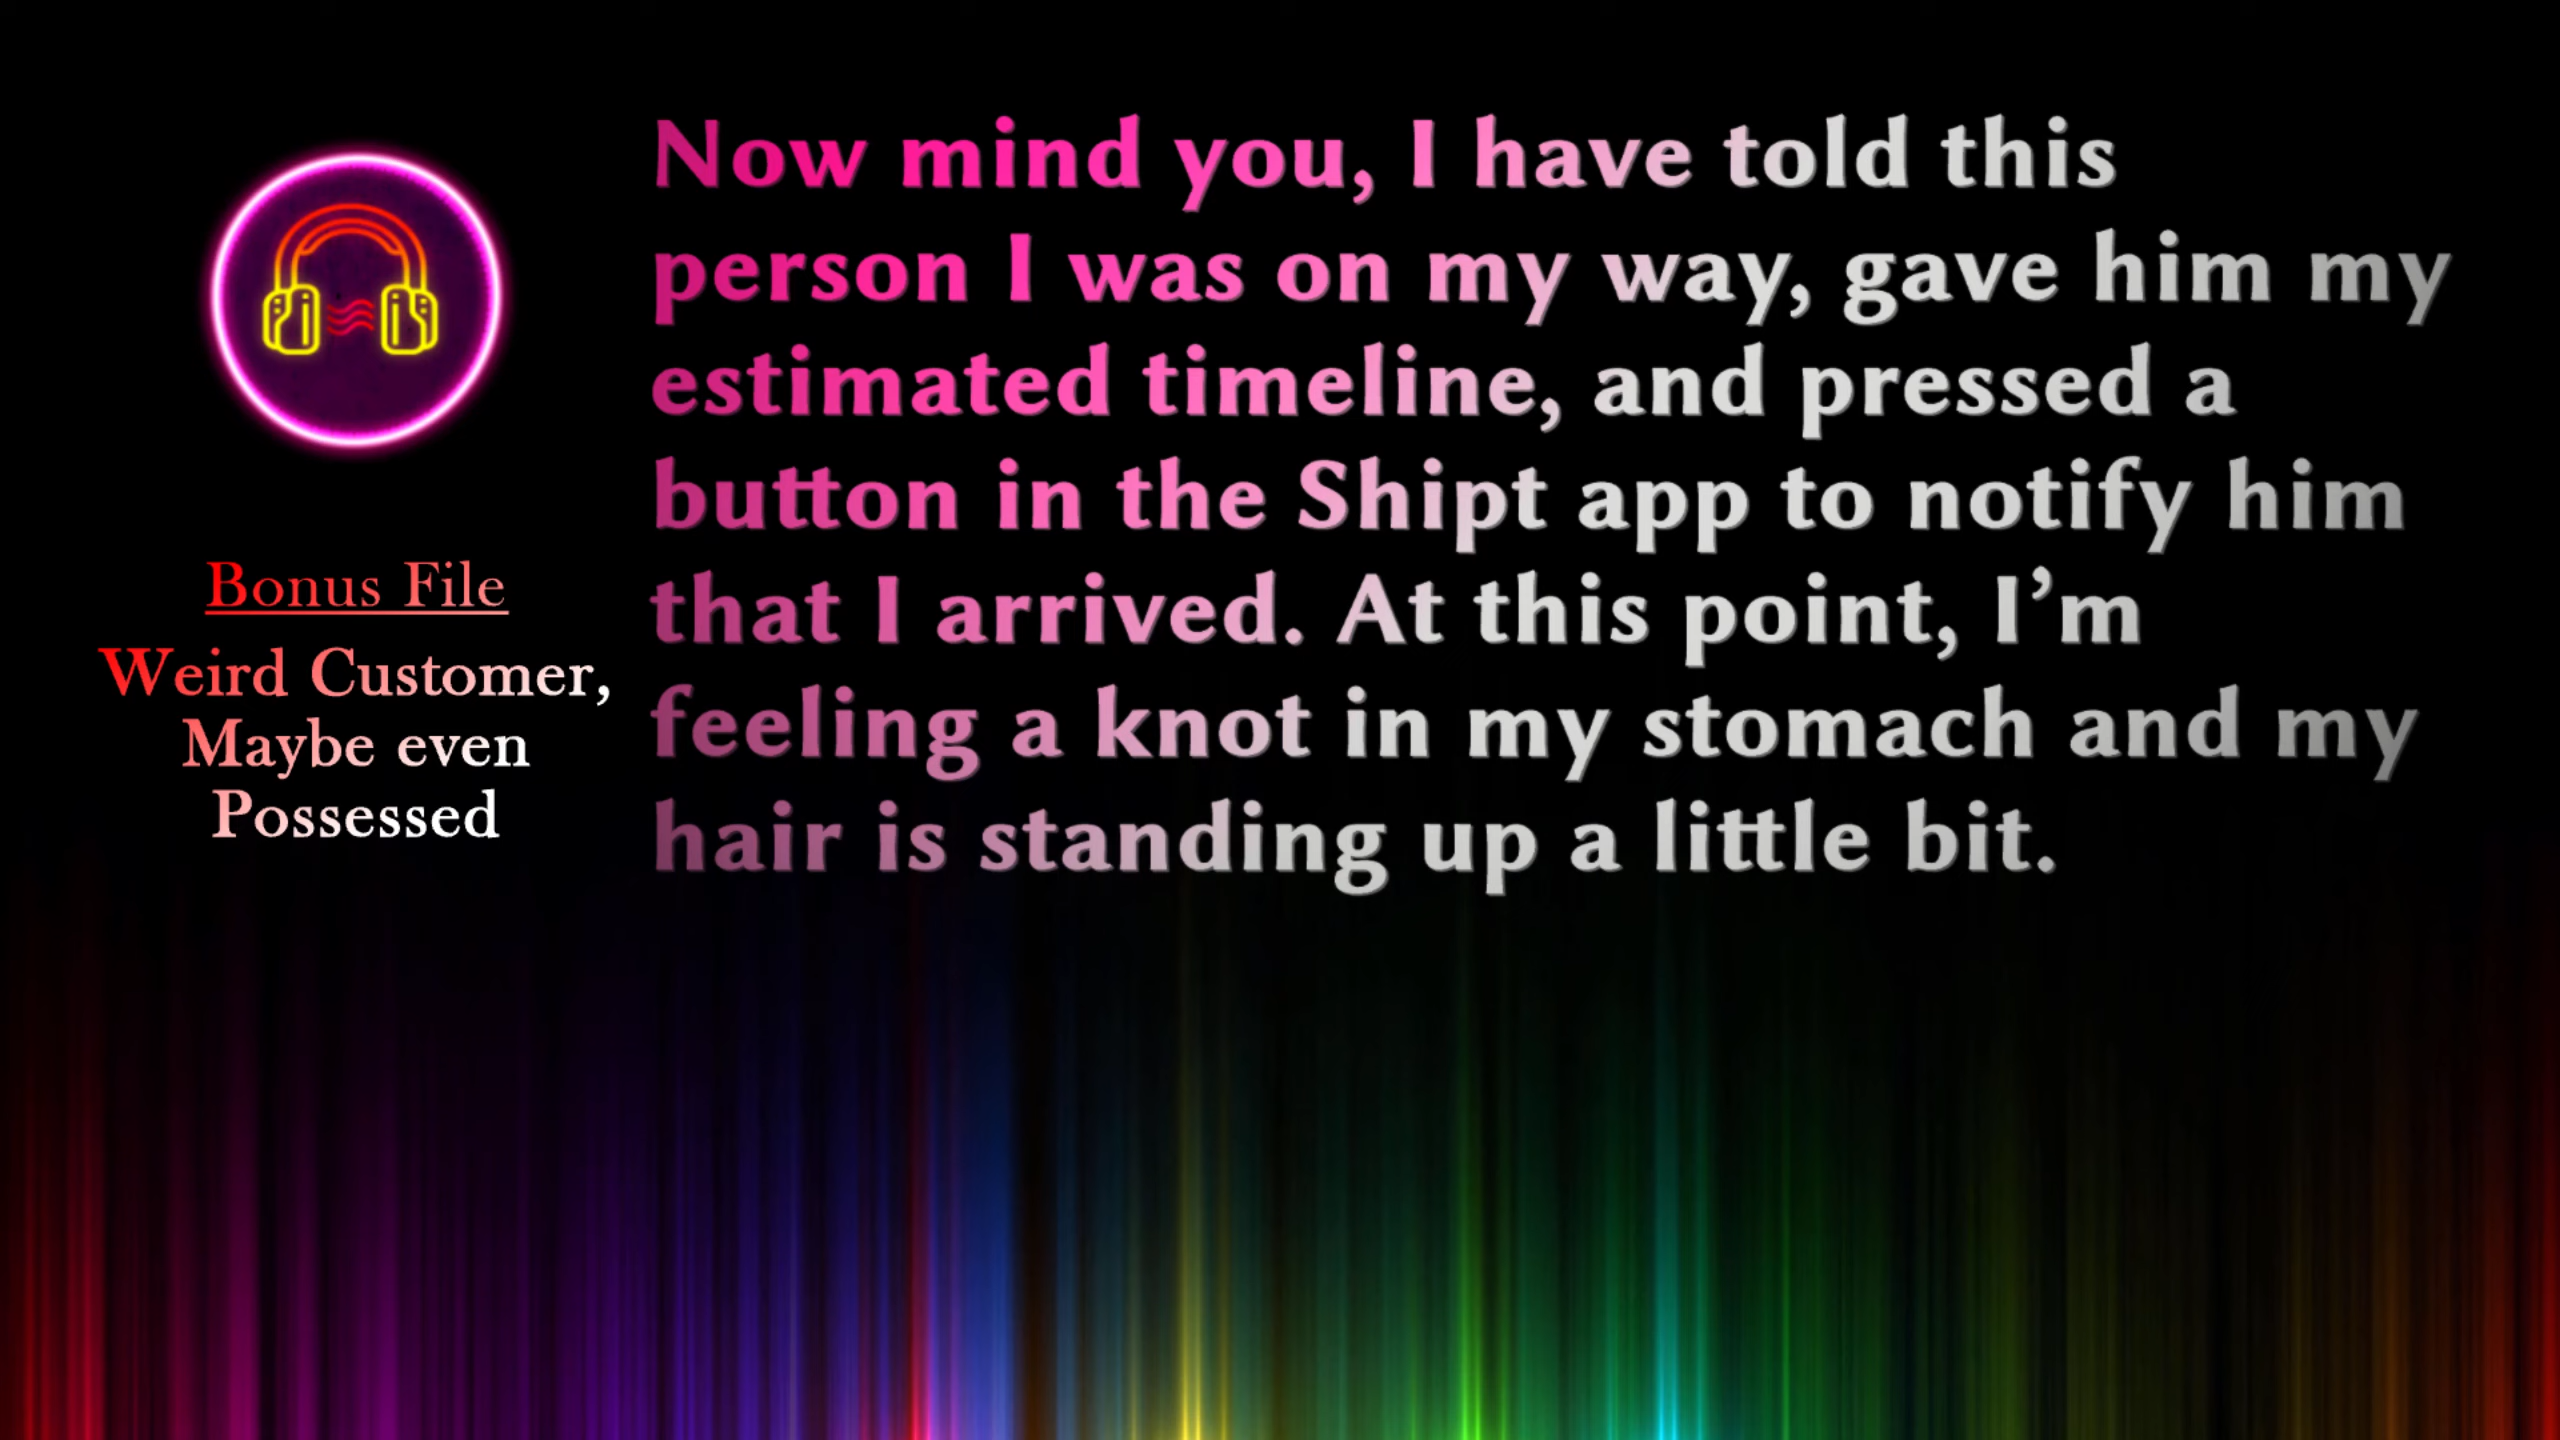 Bonus File
Weird Customer,
Maybe even
Possessed
Now mind you, I have told this
person I was on my way, gave him my
estimated timeline, and pressed a
button in the Shipt app to notify him
that I arrived. At this point, I’m
feeling a knot in my stomach and my
hair is standing up a little bit.